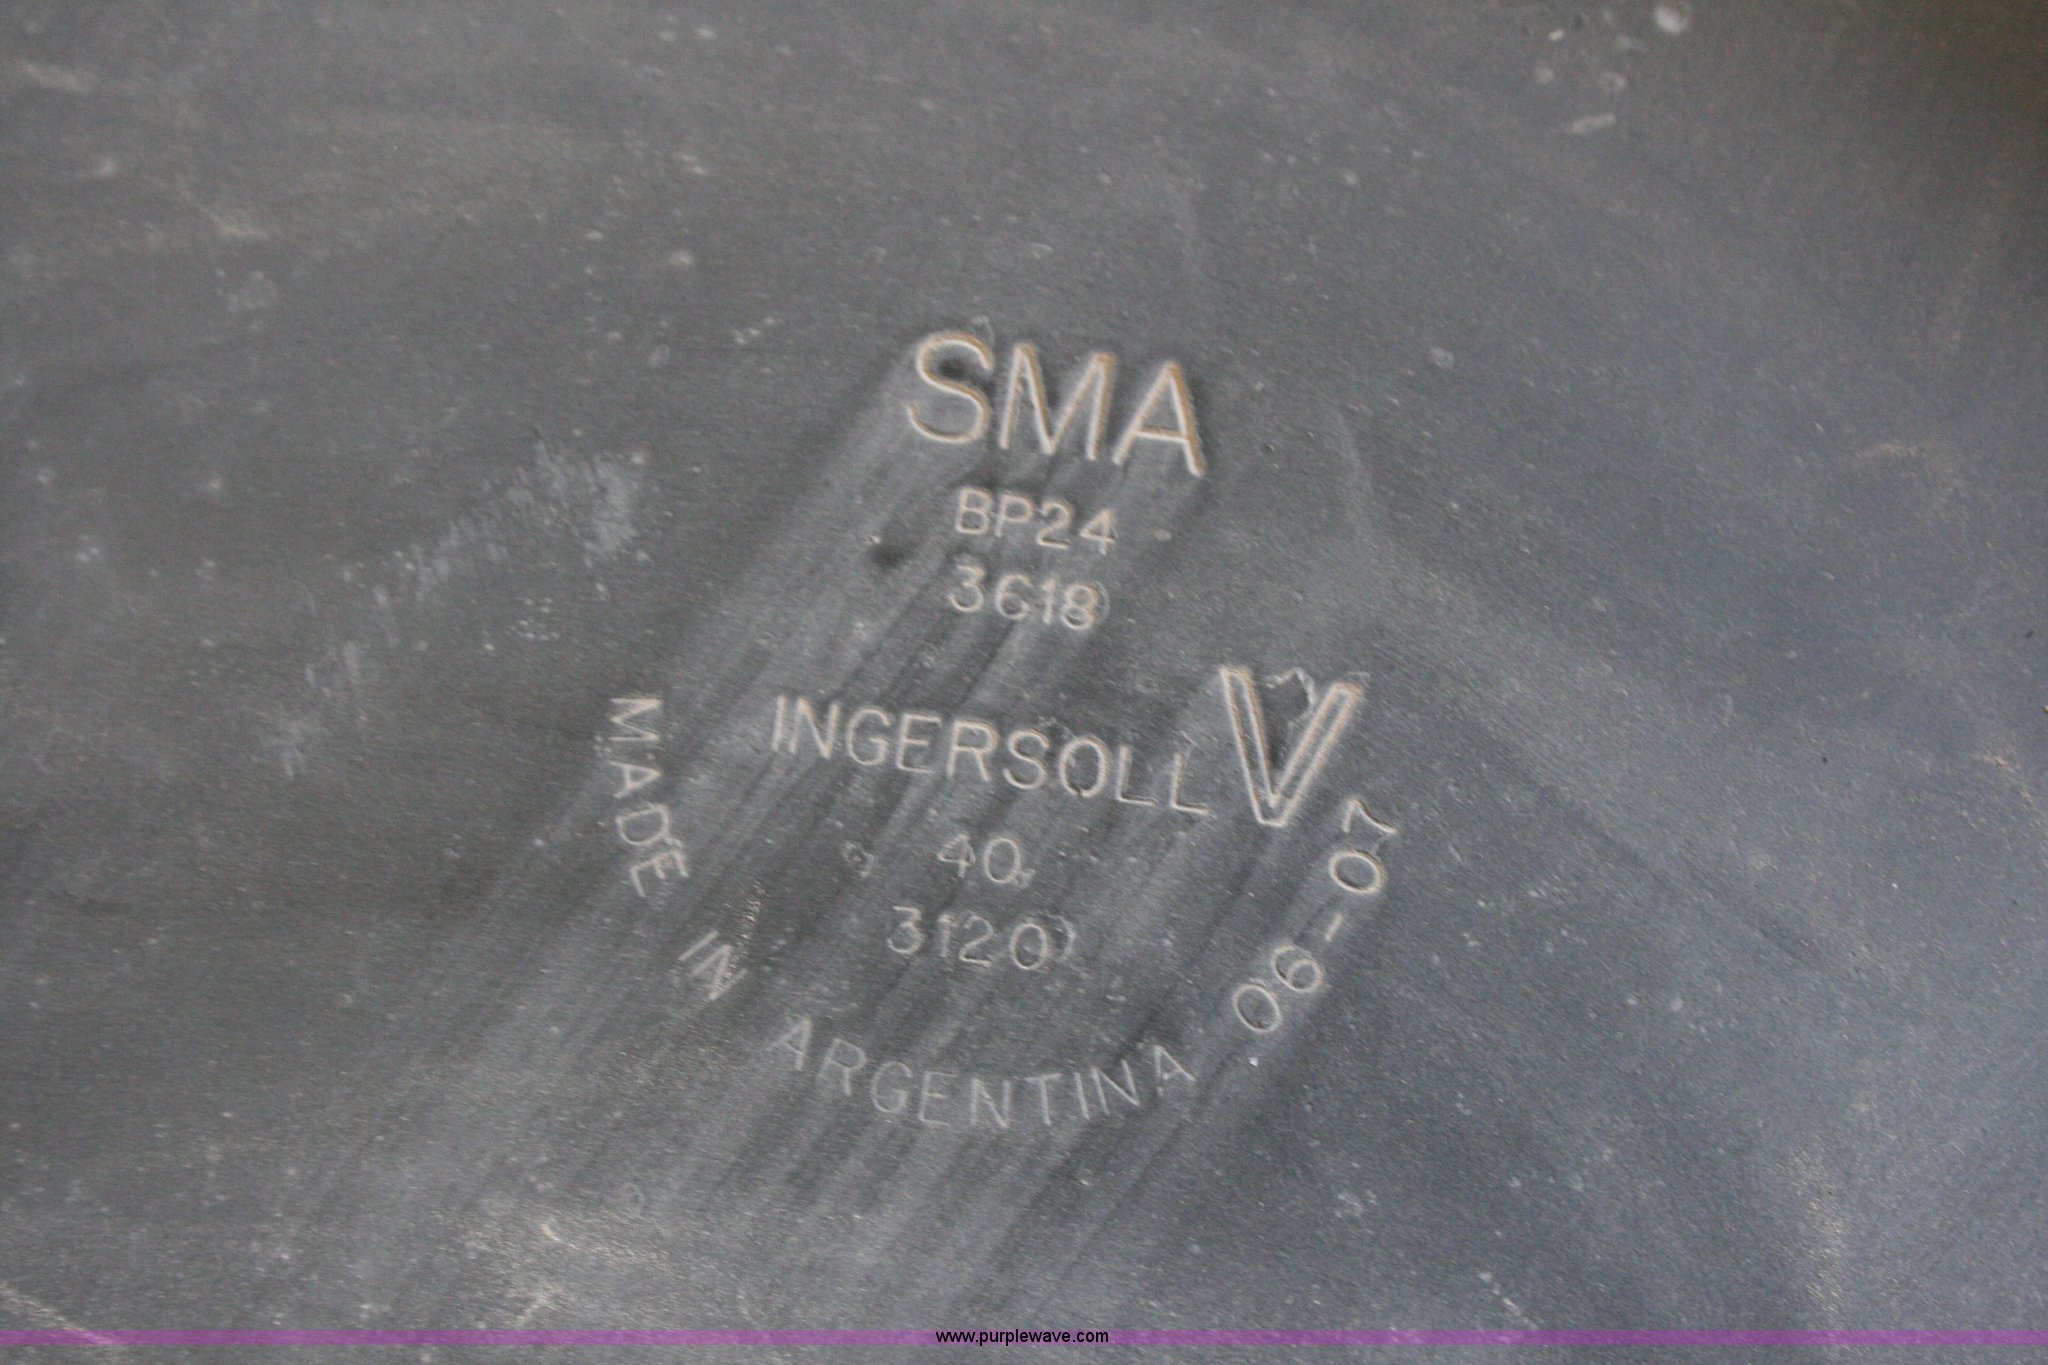 SMA
BP24
3618
INGERSOLL V
40
3120
MADE IN ARGENTINA 06-07
www.purplewave.com